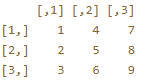 [,1] [,2] [,3]
[1,] 1 4 7
[2,] 2 5 8
[3,] 3 6 9